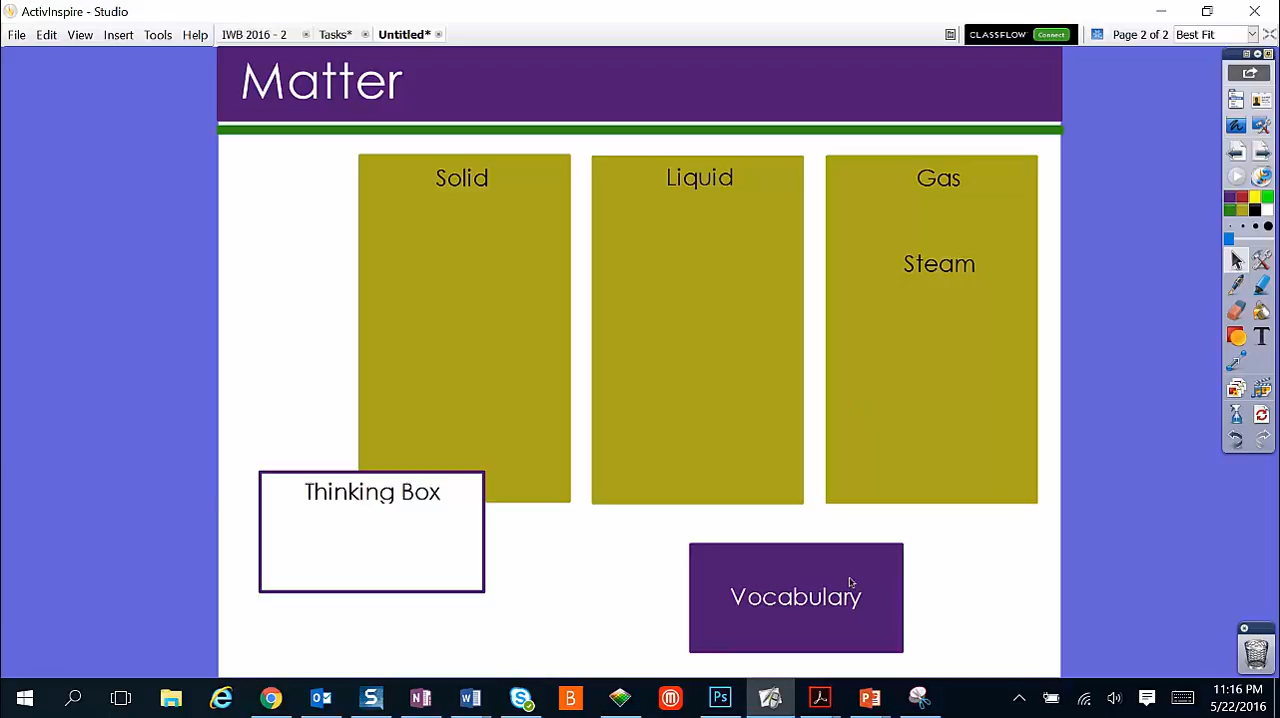 ActivInspire - Studio
File Edit View Insert Tools Help
IWB 2016 - 2 Tasks* Untitled*
CLASSFLOW Connect
Page 2 of 2 Best Fit
Matter
Solid Liquid Gas
Steam
Thinking Box
Vocabulary
11:16 PM
5/22/2016